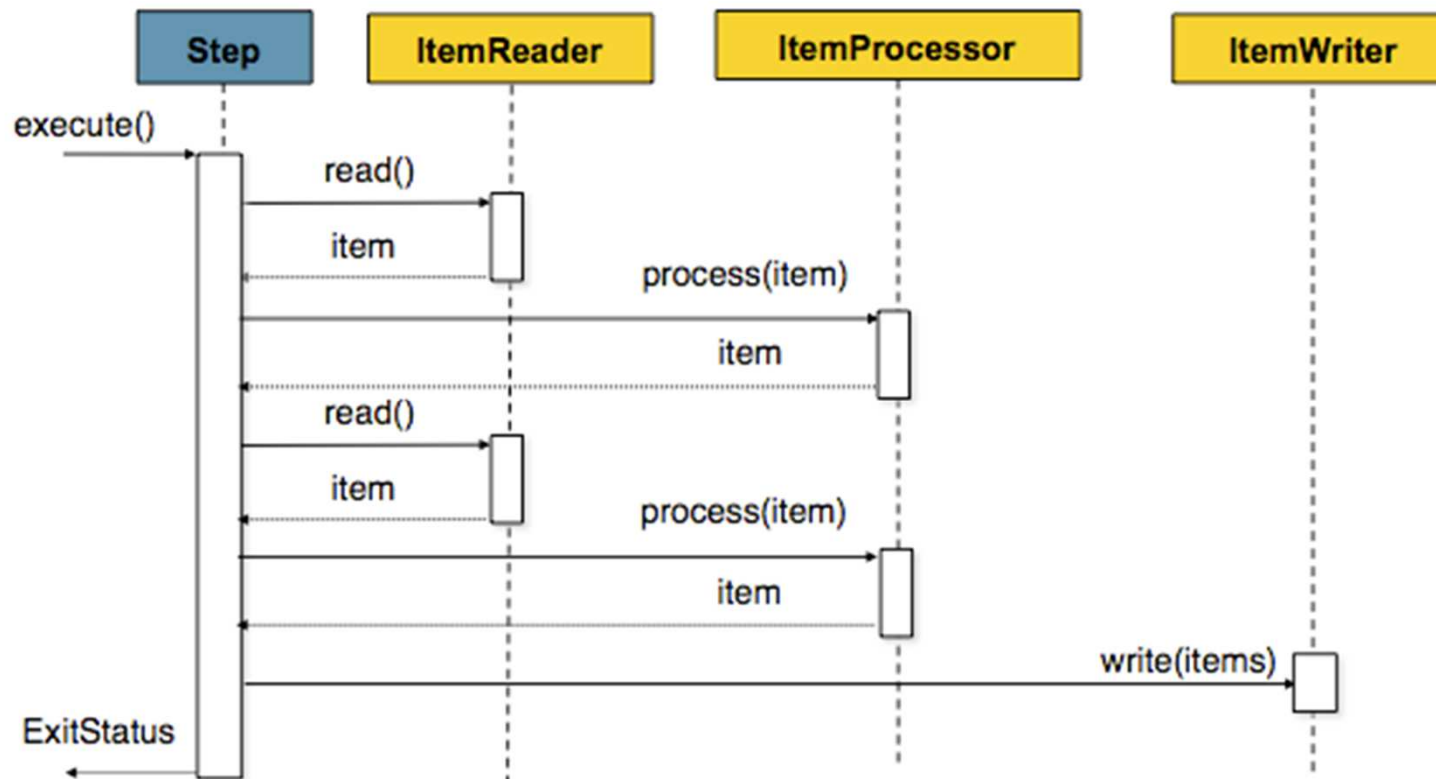 Step
ItemReader
ItemProcessor
ItemWriter
execute()
read()
item
process(item)
item
read()
item
process(item)
item
write(items)
ExitStatus